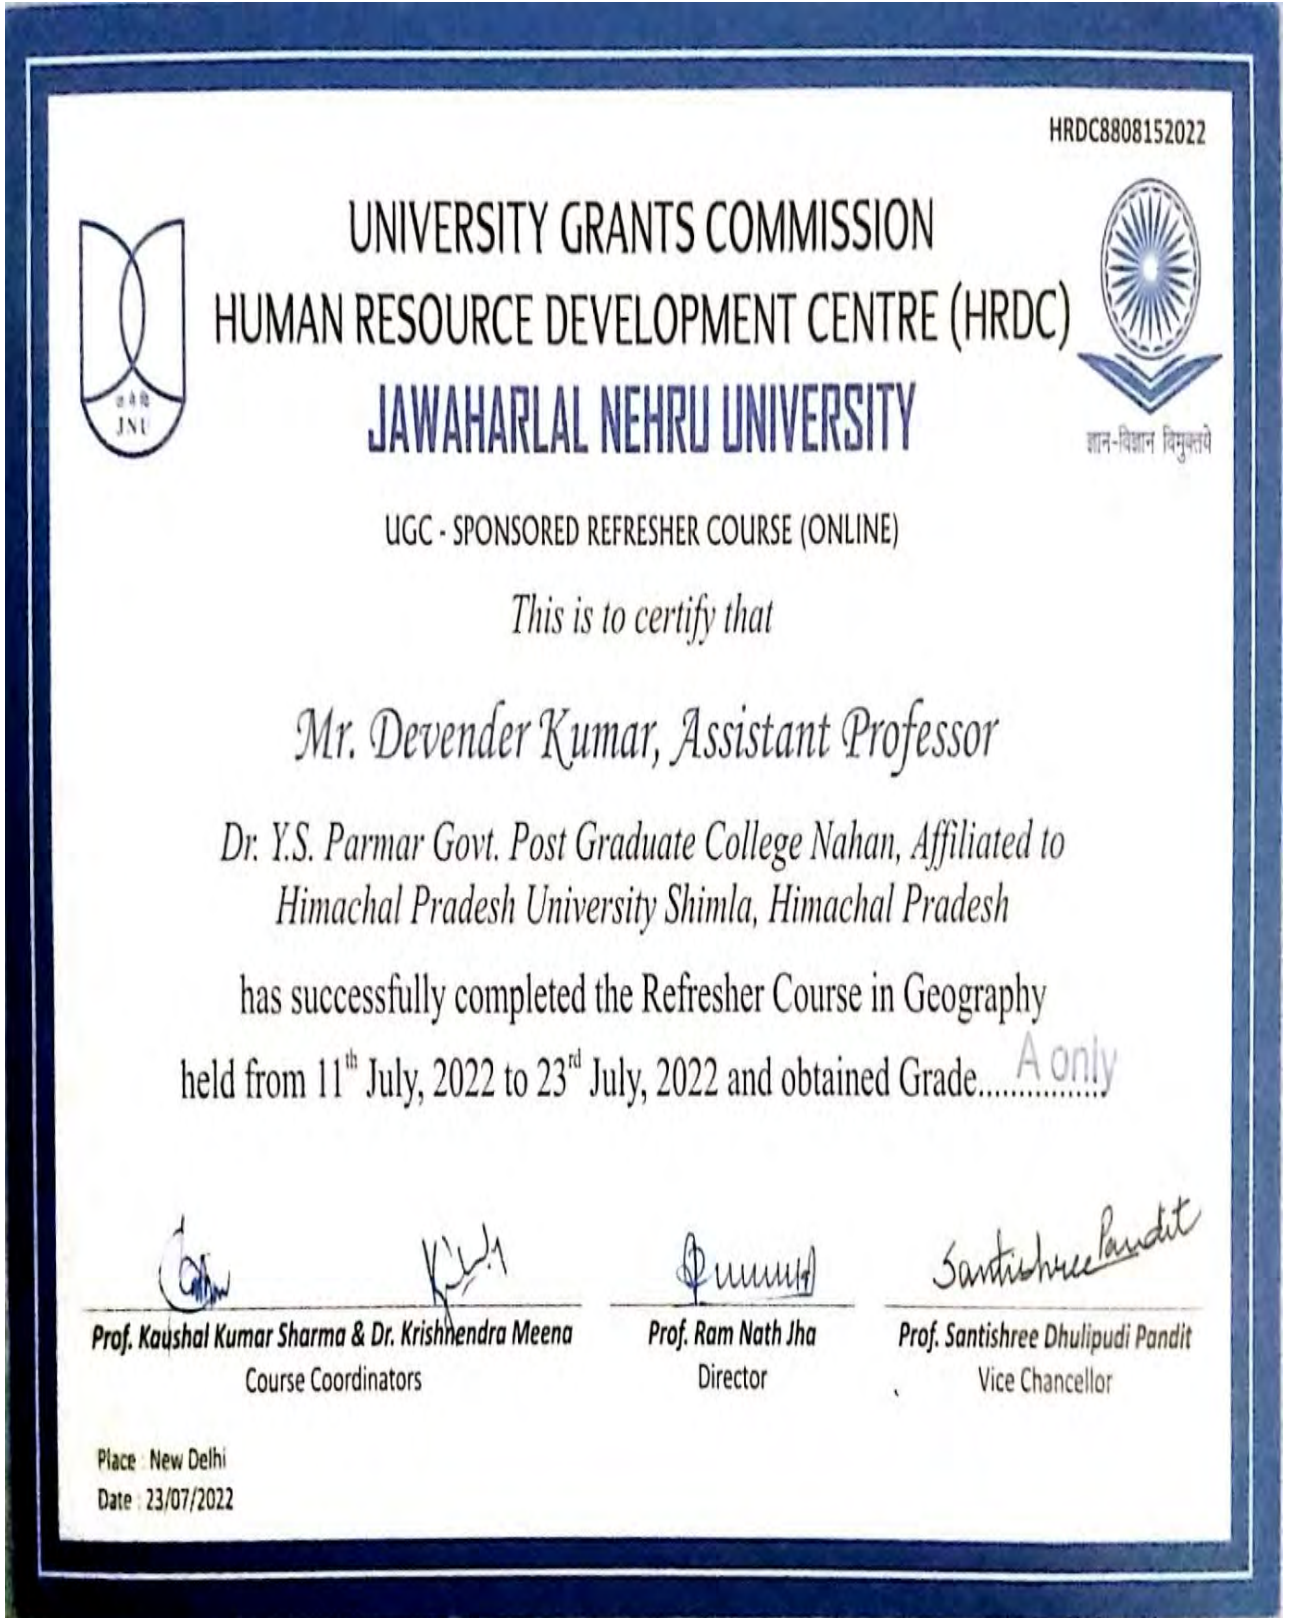 HRDC8808152022
UNIVERSITY GRANTS COMMISSION
HUMAN RESOURCE DEVELOPMENT CENTRE (HRDC)
JAWAHARLAL NEHRU UNIVERSITY
ज ने वि
JNU
ज्ञान-विज्ञान विमुक्तये
UGC - SPONSORED REFRESHER COURSE (ONLINE)
This is to certify that
Mr. Devender Kumar, Assistant Professor
Dr. Y.S. Parmar Govt. Post Graduate College Nahan, Affiliated to
Himachal Pradesh University Shimla, Himachal Pradesh
has successfully completed the Refresher Course in Geography
held from 11th July, 2022 to 23rd July, 2022 and obtained Grade................ A only
Santishree Pandit
Prof. Kaushal Kumar Sharma & Dr. Krishnendra Meena Prof. Ram Nath Jha Prof. Santishree Dhulipudi Pandit
Course Coordinators Director Vice Chancellor
Place : New Delhi
Date : 23/07/2022